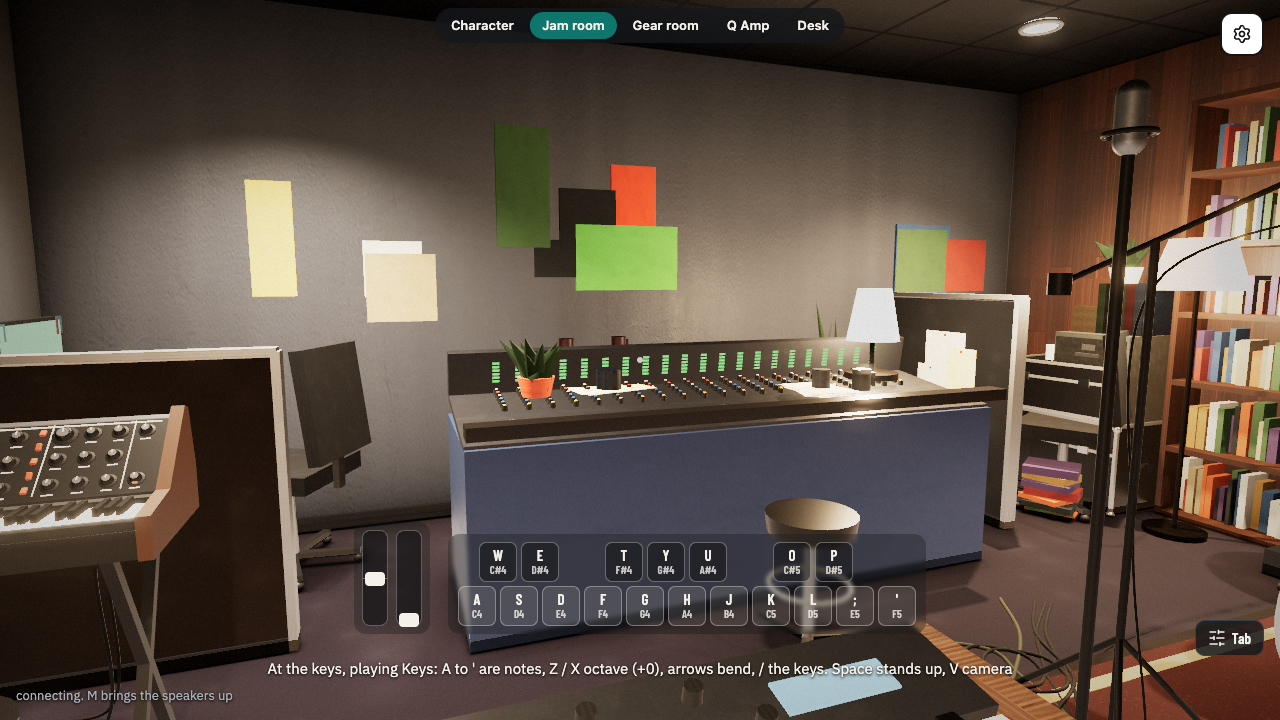 Character Jam room Gear room Q Amp Desk
W E T Y U O P
C#4 D#4 F#4 G#4 A#4 C#5 D#5
A S D F G H J K L ; '
C4 D4 E4 F4 G4 A4 B4 C5 D5 E5 F5
Tab
At the keys, playing Keys: A to ' are notes, Z / X octave (+0), arrows bend, / the keys. Space stands up, V camera
connecting. M brings the speakers up